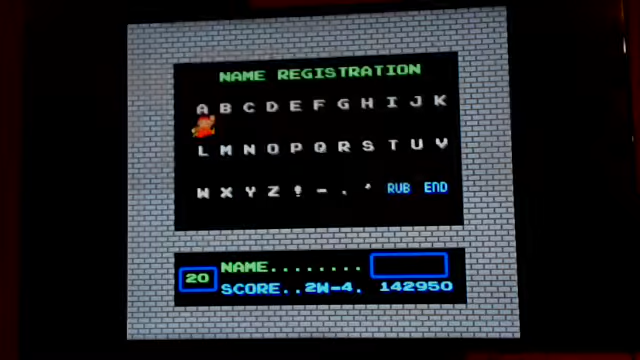 NAME REGISTRATION
A B C D E F G H I J K
L M N O P Q R S T U V
W X Y Z ! - . ' RUB END
20 NAME........
SCORE..2W-4. 142950